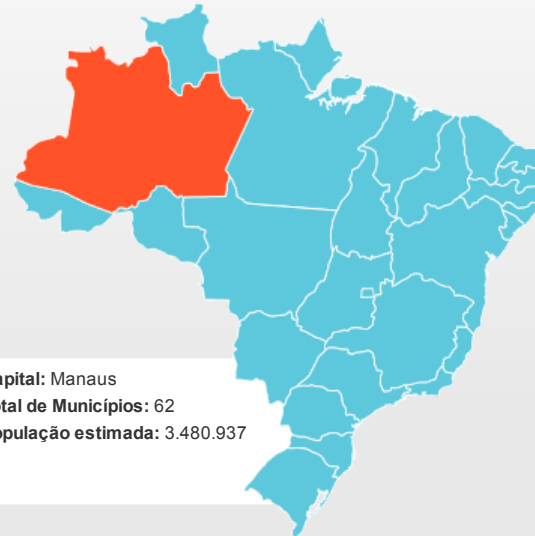 apital: Manaus
tal de Municípios: 62
opulação estimada: 3.480.937